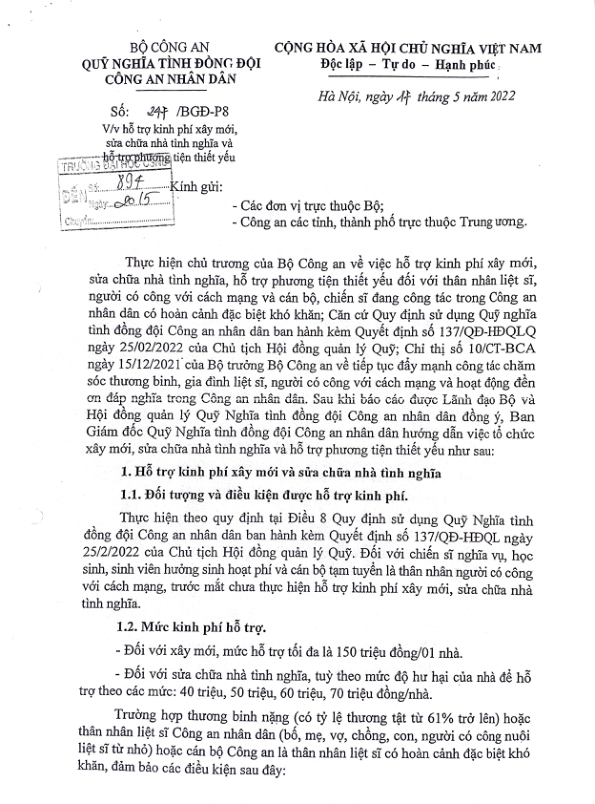 BỘ CÔNG AN
QUỸ NGHĨA TÌNH ĐỒNG ĐỘI
CÔNG AN NHÂN DÂN
CỘNG HÒA XÃ HỘI CHỦ NGHĨA VIỆT NAM
Độc lập – Tự do – Hạnh phúc
Số: 247 /BGĐ-P8
V/v hỗ trợ kinh phí xây mới,
sửa chữa nhà tình nghĩa và
hỗ trợ phương tiện thiết yếu
Hà Nội, ngày 17 tháng 5 năm 2022
TRƯỜNG ĐẠI HỌC
ĐẾN Số: 894
Ngày: 20/5
Chuyển:
Kính gửi:
- Các đơn vị trực thuộc Bộ;
- Công an các tỉnh, thành phố trực thuộc Trung ương.
Thực hiện chủ trương của Bộ Công an về việc hỗ trợ kinh phí xây mới,
sửa chữa nhà tình nghĩa, hỗ trợ phương tiện thiết yếu đối với thân nhân liệt sĩ,
người có công với cách mạng và cán bộ, chiến sĩ đang công tác trong Công an
nhân dân có hoàn cảnh đặc biệt khó khăn; Căn cứ Quy định sử dụng Quỹ nghĩa
tình đồng đội Công an nhân dân ban hành kèm Quyết định số 137/QĐ-HĐQLQ
ngày 25/02/2022 của Chủ tịch Hội đồng quản lý Quỹ; Chỉ thị số 10/CT-BCA
ngày 15/12/2021 của Bộ trưởng Bộ Công an về tiếp tục đẩy mạnh công tác chăm
sóc thương binh, gia đình liệt sĩ, người có công với cách mạng và hoạt động đền
ơn đáp nghĩa trong Công an nhân dân. Sau khi báo cáo được Lãnh đạo Bộ và
Hội đồng quản lý Quỹ Nghĩa tình đồng đội Công an nhân dân đồng ý, Ban
Giám đốc Quỹ Nghĩa tình đồng đội Công an nhân dân hướng dẫn việc tổ chức
xây mới, sửa chữa nhà tình nghĩa và hỗ trợ phương tiện thiết yếu như sau:
1. Hỗ trợ kinh phí xây mới và sửa chữa nhà tình nghĩa
1.1. Đối tượng và điều kiện được hỗ trợ kinh phí.
Thực hiện theo quy định tại Điều 8 Quy định sử dụng Quỹ Nghĩa tình
đồng đội Công an nhân dân ban hành kèm Quyết định số 137/QĐ-HĐQL ngày
25/2/2022 của Chủ tịch Hội đồng quản lý Quỹ. Đối với chiến sĩ nghĩa vụ, học
sinh, sinh viên hưởng sinh hoạt phí và cán bộ tạm tuyển là thân nhân người có công
với cách mạng, trước mắt chưa thực hiện hỗ trợ kinh phí xây mới, sửa chữa nhà
tình nghĩa.
1.2. Mức kinh phí hỗ trợ.
- Đối với xây mới, mức hỗ trợ tối đa là 150 triệu đồng/01 nhà.
- Đối với sửa chữa nhà tình nghĩa, tuỳ theo mức độ hư hại của nhà để hỗ
trợ theo các mức: 40 triệu, 50 triệu, 60 triệu, 70 triệu đồng/nhà.
Trường hợp thương binh nặng (có tỷ lệ thương tật từ 61% trở lên) hoặc
thân nhân liệt sĩ Công an nhân dân (bố, mẹ, vợ, chồng, con, người có công nuôi
liệt sĩ từ nhỏ) hoặc cán bộ Công an là thân nhân liệt sĩ có hoàn cảnh đặc biệt khó
khăn, đảm bảo các điều kiện sau đây: